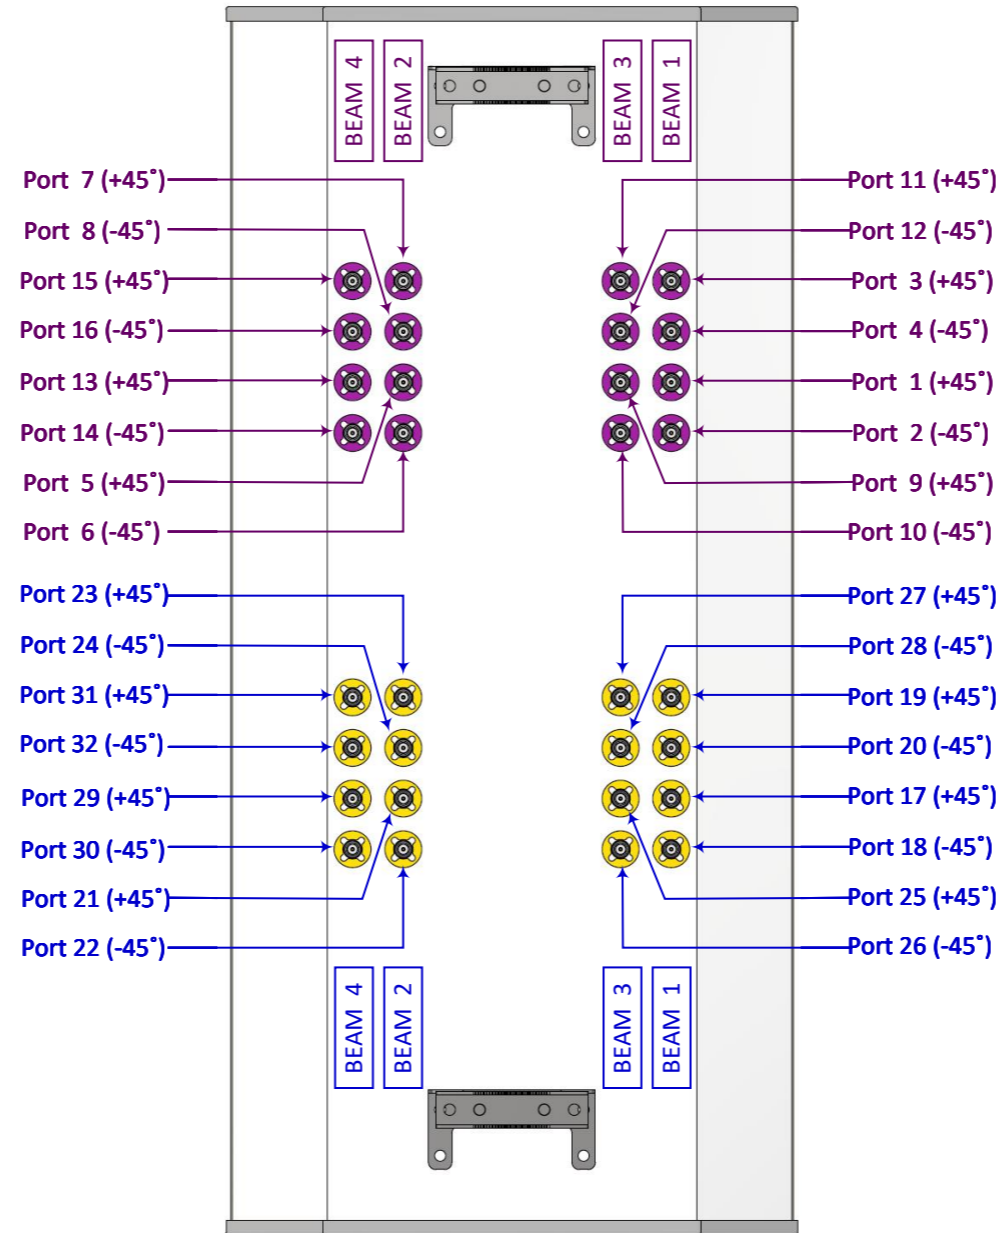 BEAM 4
BEAM 2
BEAM 3
BEAM 1
Port 7 (+45˚)
Port 8 (-45˚)
Port 15 (+45˚)
Port 16 (-45˚)
Port 13 (+45˚)
Port 14 (-45˚)
Port 5 (+45˚)
Port 6 (-45˚)
Port 11 (+45˚)
Port 12 (-45˚)
Port 3 (+45˚)
Port 4 (-45˚)
Port 1 (+45˚)
Port 2 (-45˚)
Port 9 (+45˚)
Port 10 (-45˚)
Port 23 (+45˚)
Port 24 (-45˚)
Port 31 (+45˚)
Port 32 (-45˚)
Port 29 (+45˚)
Port 30 (-45˚)
Port 21 (+45˚)
Port 22 (-45˚)
Port 27 (+45˚)
Port 28 (-45˚)
Port 19 (+45˚)
Port 20 (-45˚)
Port 17 (+45˚)
Port 18 (-45˚)
Port 25 (+45˚)
Port 26 (-45˚)
BEAM 4
BEAM 2
BEAM 3
BEAM 1